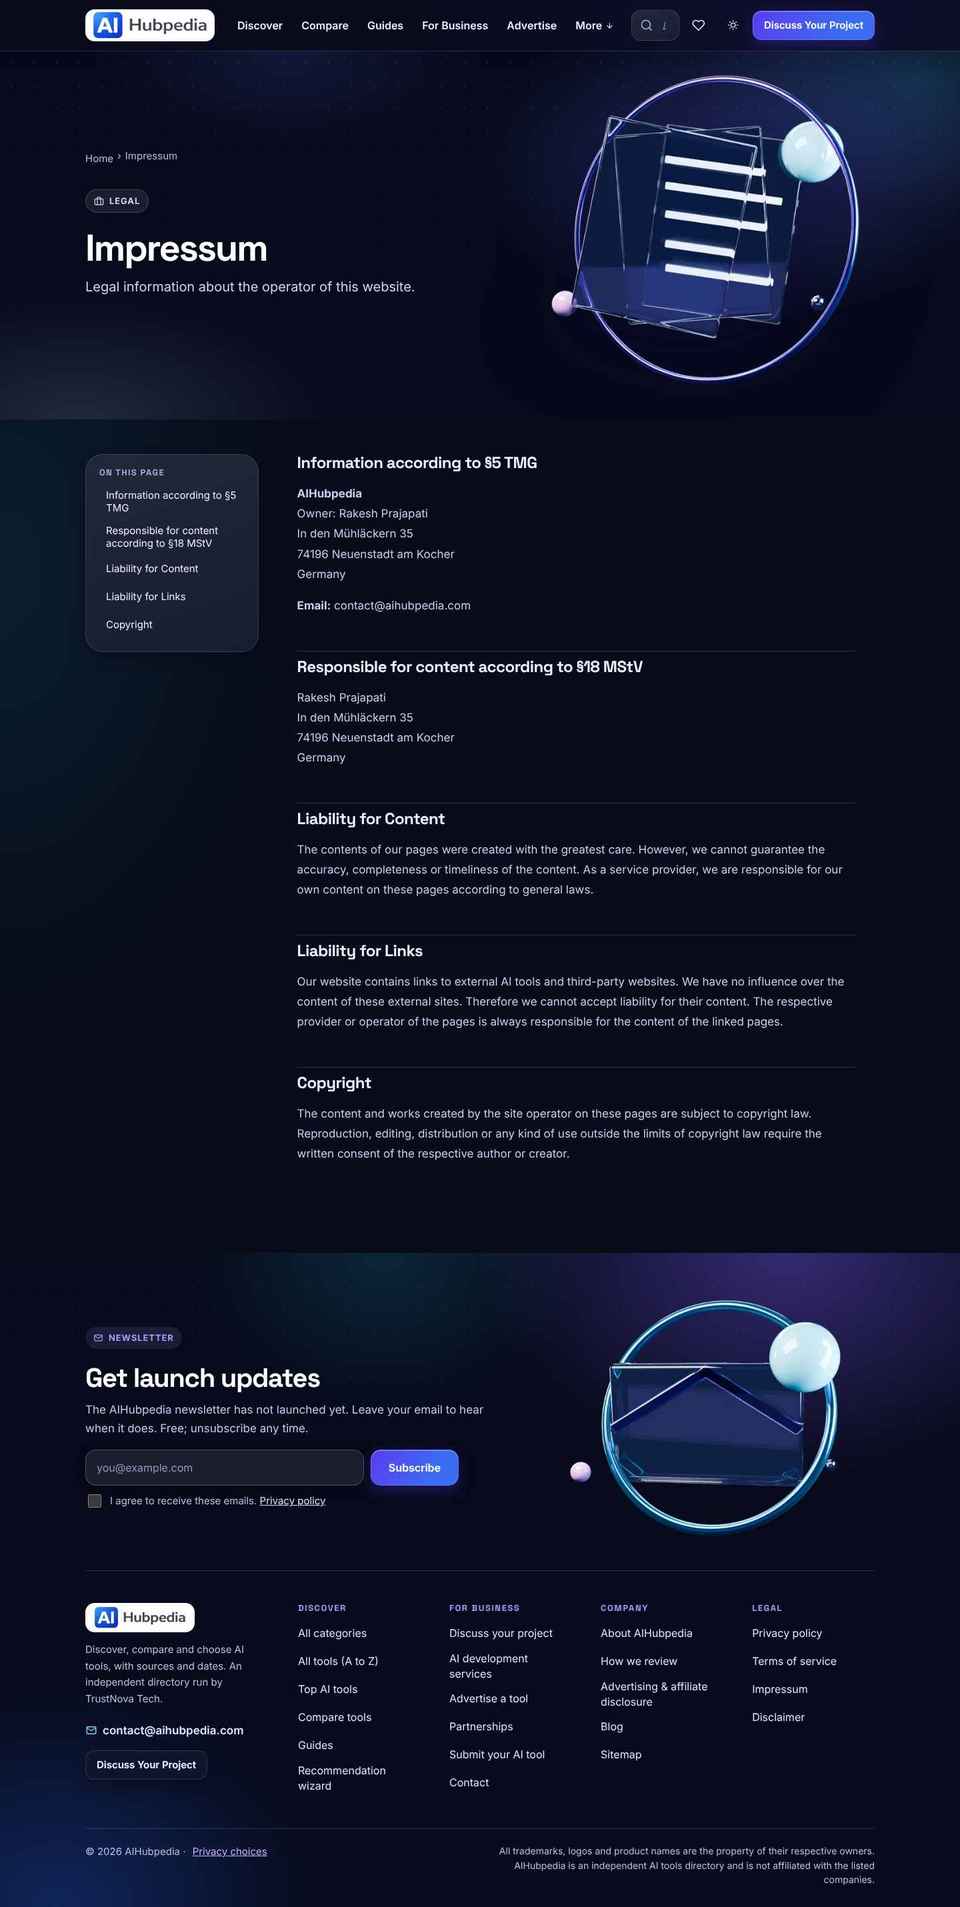 AI Hubpedia
Discover
Compare
Guides
For Business
Advertise
More ↓
/
Discuss Your Project
Home › Impressum
LEGAL
Impressum
Legal information about the operator of this website.
ON THIS PAGE
Information according to §5
TMG
Responsible for content
according to §18 MStV
Liability for Content
Liability for Links
Copyright
Information according to §5 TMG
AIHubpedia
Owner: Rakesh Prajapati
In den Mühläckern 35
74196 Neuenstadt am Kocher
Germany
Email: contact@aihubpedia.com
Responsible for content according to §18 MStV
Rakesh Prajapati
In den Mühläckern 35
74196 Neuenstadt am Kocher
Germany
Liability for Content
The contents of our pages were created with the greatest care. However, we cannot guarantee the
accuracy, completeness or timeliness of the content. As a service provider, we are responsible for our
own content on these pages according to general laws.
Liability for Links
Our website contains links to external AI tools and third-party websites. We have no influence over the
content of these external sites. Therefore we cannot accept liability for their content. The respective
provider or operator of the pages is always responsible for the content of the linked pages.
Copyright
The content and works created by the site operator on these pages are subject to copyright law.
Reproduction, editing, distribution or any kind of use outside the limits of copyright law require the
written consent of the respective author or creator.
NEWSLETTER
Get launch updates
The AIHubpedia newsletter has not launched yet. Leave your email to hear
when it does. Free; unsubscribe any time.
you@example.com
Subscribe
I agree to receive these emails. Privacy policy
AI Hubpedia
Discover, compare and choose AI
tools, with sources and dates. An
independent directory run by
TrustNova Tech.
contact@aihubpedia.com
Discuss Your Project
DISCOVER
All categories
All tools (A to Z)
Top AI tools
Compare tools
Guides
Recommendation
wizard
FOR BUSINESS
Discuss your project
AI development
services
Advertise a tool
Partnerships
Submit your AI tool
Contact
COMPANY
About AIHubpedia
How we review
Advertising & affiliate
disclosure
Blog
Sitemap
LEGAL
Privacy policy
Terms of service
Impressum
Disclaimer
© 2026 AIHubpedia · Privacy choices
All trademarks, logos and product names are the property of their respective owners.
AIHubpedia is an independent AI tools directory and is not affiliated with the listed
companies.